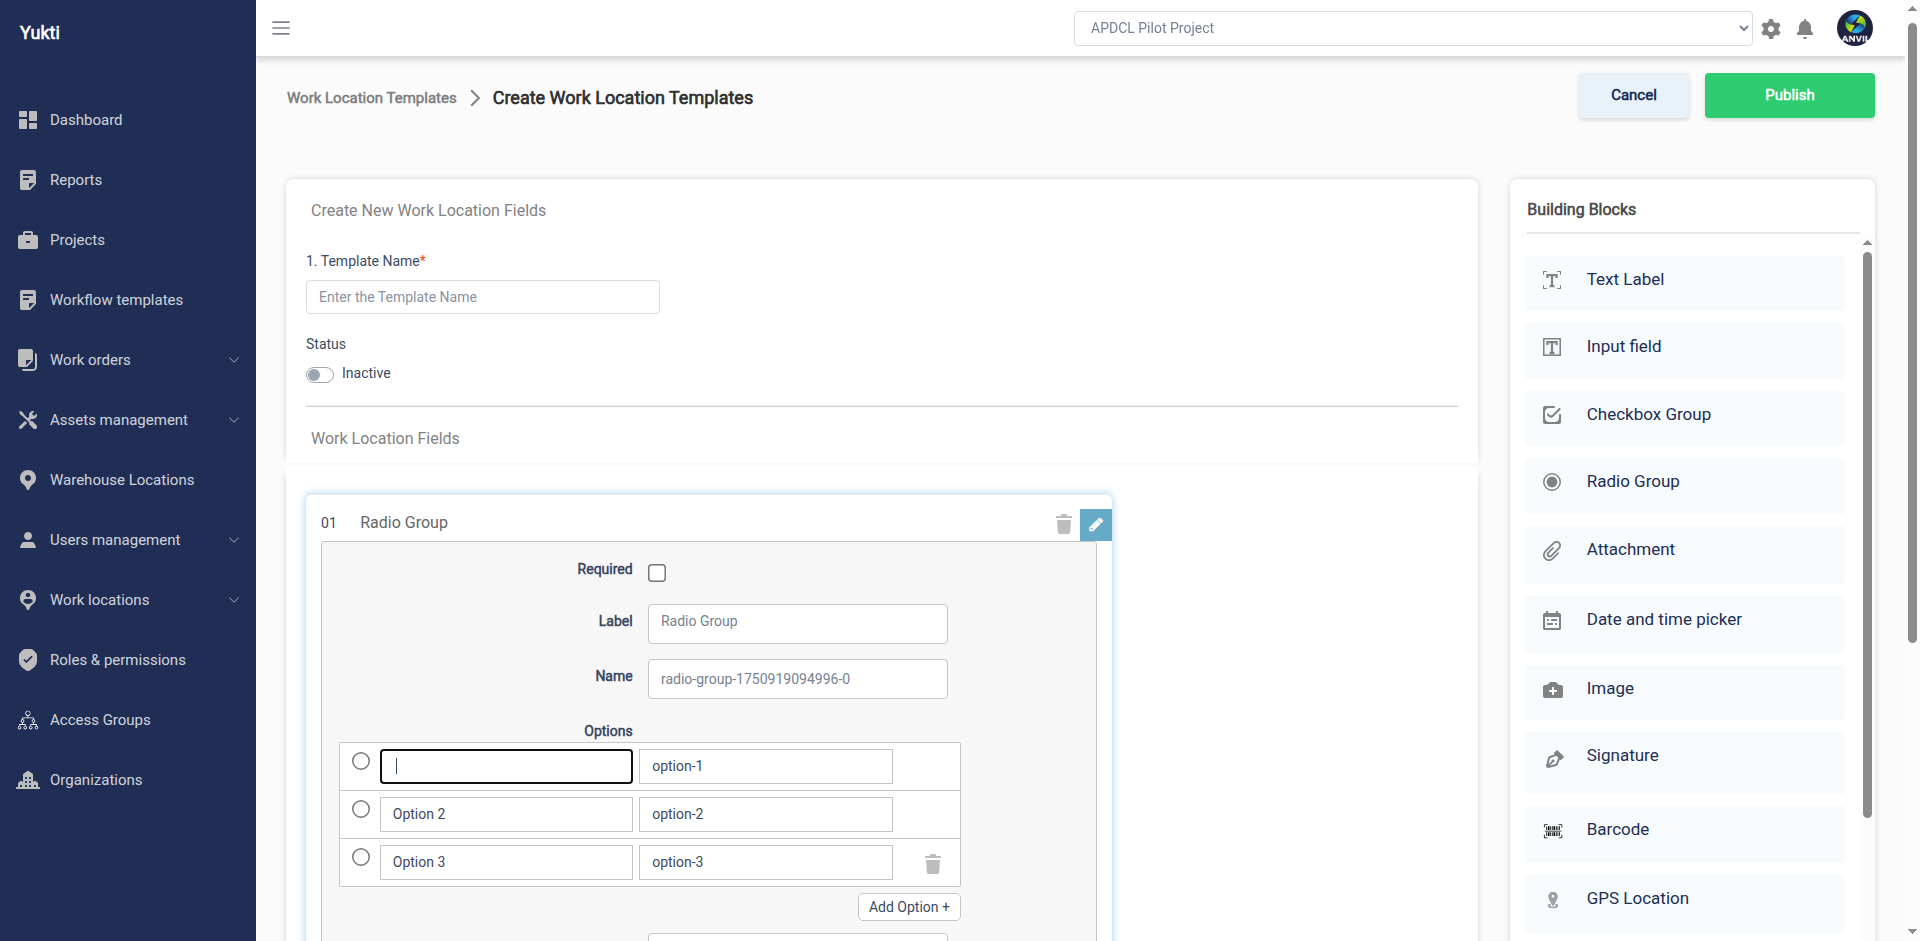 Yukti
Dashboard
Reports
Projects
Workflow templates
Work orders
Assets management
Warehouse Locations
Users management
Work locations
Roles & permissions
Access Groups
Organizations
APDCL Pilot Project
ANVIL
Work Location Templates
Create Work Location Templates
Cancel
Publish
Create New Work Location Fields
1. Template Name*
Enter the Template Name
Status
Inactive
Work Location Fields
01 Radio Group
Required
Label Radio Group
Name radio-group-1750919094996-0
Options
option-1
Option 2 option-2
Option 3 option-3
Add Option +
Building Blocks
Text Label
Input field
Checkbox Group
Radio Group
Attachment
Date and time picker
Image
Signature
Barcode
GPS Location